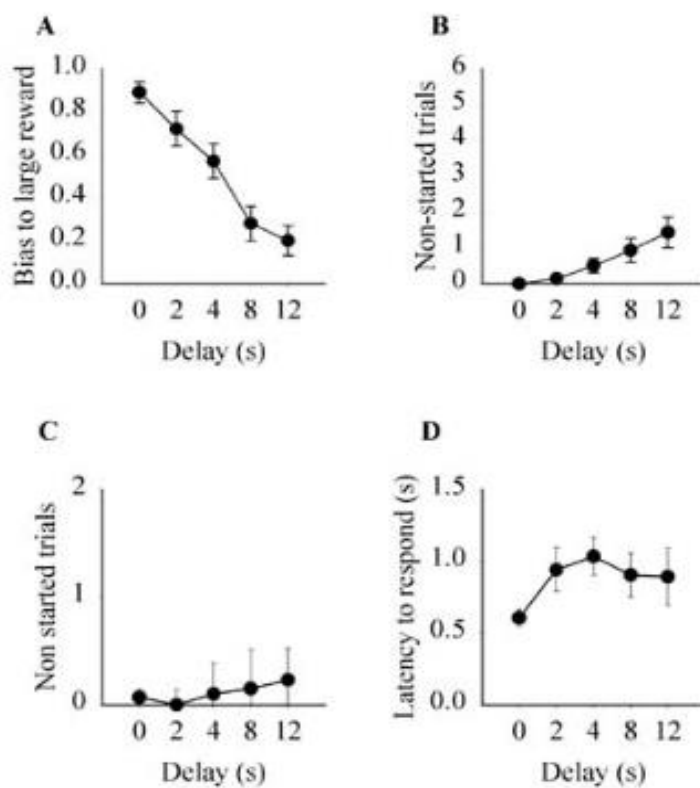 A
Bias to large reward
1.0
0.8
0.6
0.4
0.2
0.0
0 2 4 8 12
Delay (s)
B
Non-started trials
6
5
4
3
2
1
0
0 2 4 8 12
Delay (s)
C
Non started trials
2
1
0
0 2 4 8 12
Delay (s)
D
Latency to respond (s)
1.5
1.0
0.5
0.0
0 2 4 8 12
Delay (s)